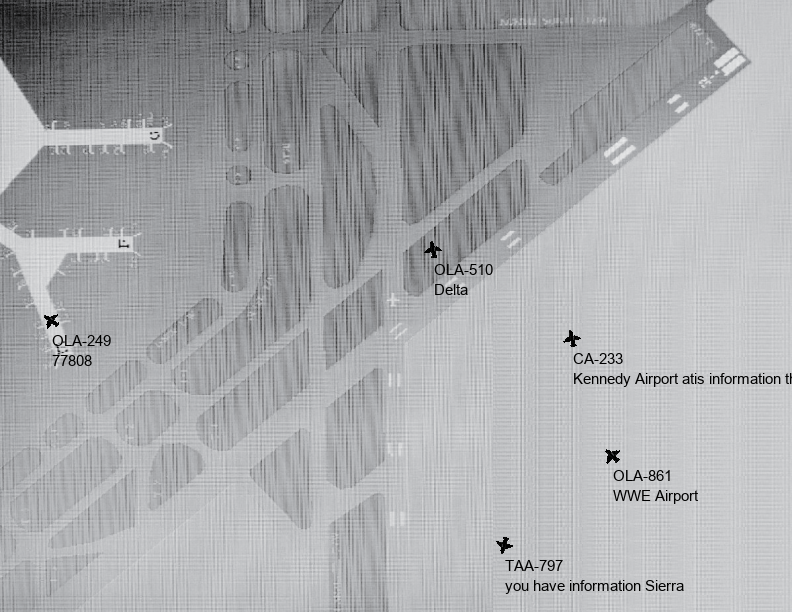 OLA-510
Delta
OLA-249
77808
CA-233
Kennedy Airport atis information th
OLA-861
WWE Airport
TAA-797
you have information Sierra